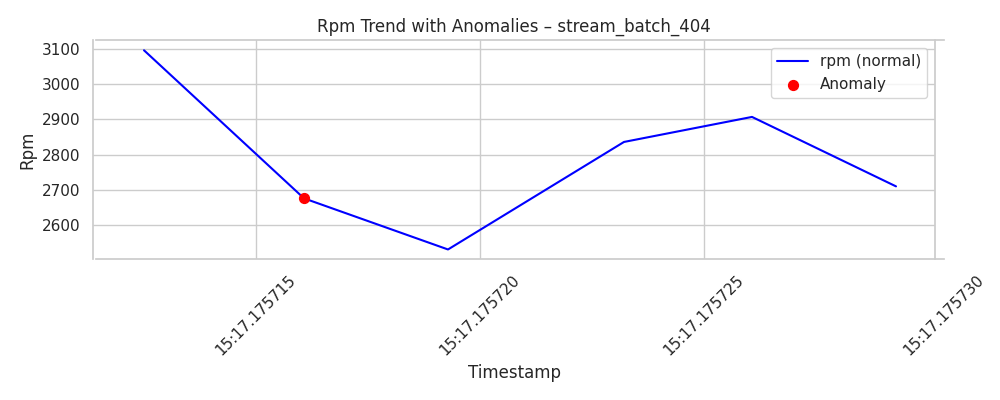 Rpm Trend with Anomalies – stream_batch_404
rpm (normal)
Anomaly
Rpm
3100
3000
2900
2800
2700
2600
15:17.175715
15:17.175720
15:17.175725
15:17.175730
Timestamp